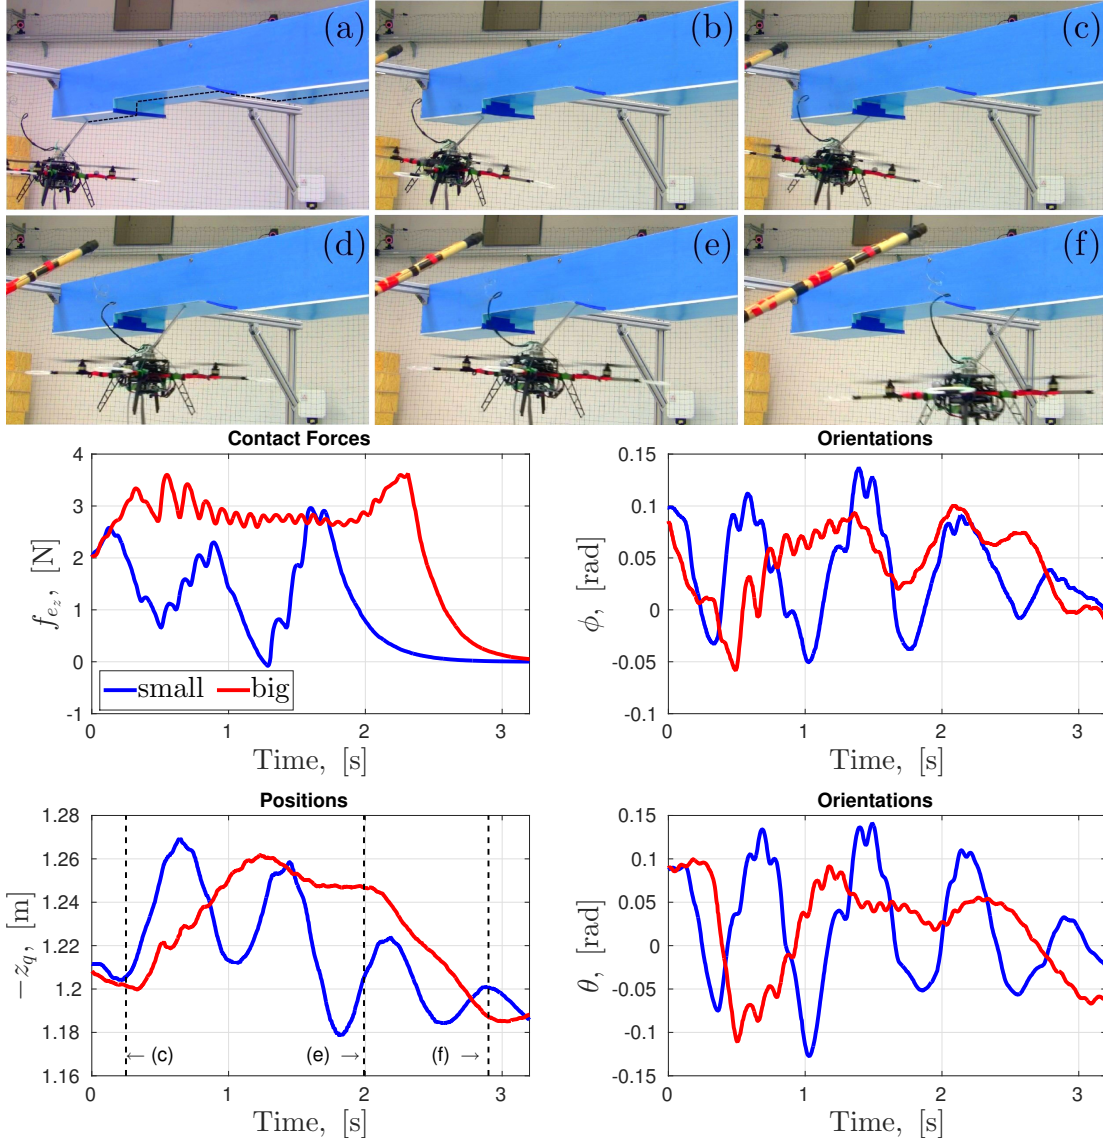 (a)
(b)
(c)
(d)
(e)
(f)
Contact Forces
4
3
2
1
0
-1
f_{e_z}, [N]
small
big
0
1
2
3
Time, [s]
Orientations
0.15
0.1
0.05
0
-0.05
-0.1
ϕ, [rad]
0
1
2
3
Time, [s]
Positions
1.28
1.26
1.24
1.22
1.20
1.18
1.16
−z_q, [m]
← (c)
(e) →
(f) →
0
1
2
3
Time, [s]
Orientations
0.15
0.1
0.05
0
-0.05
-0.1
-0.15
θ, [rad]
0
1
2
3
Time, [s]